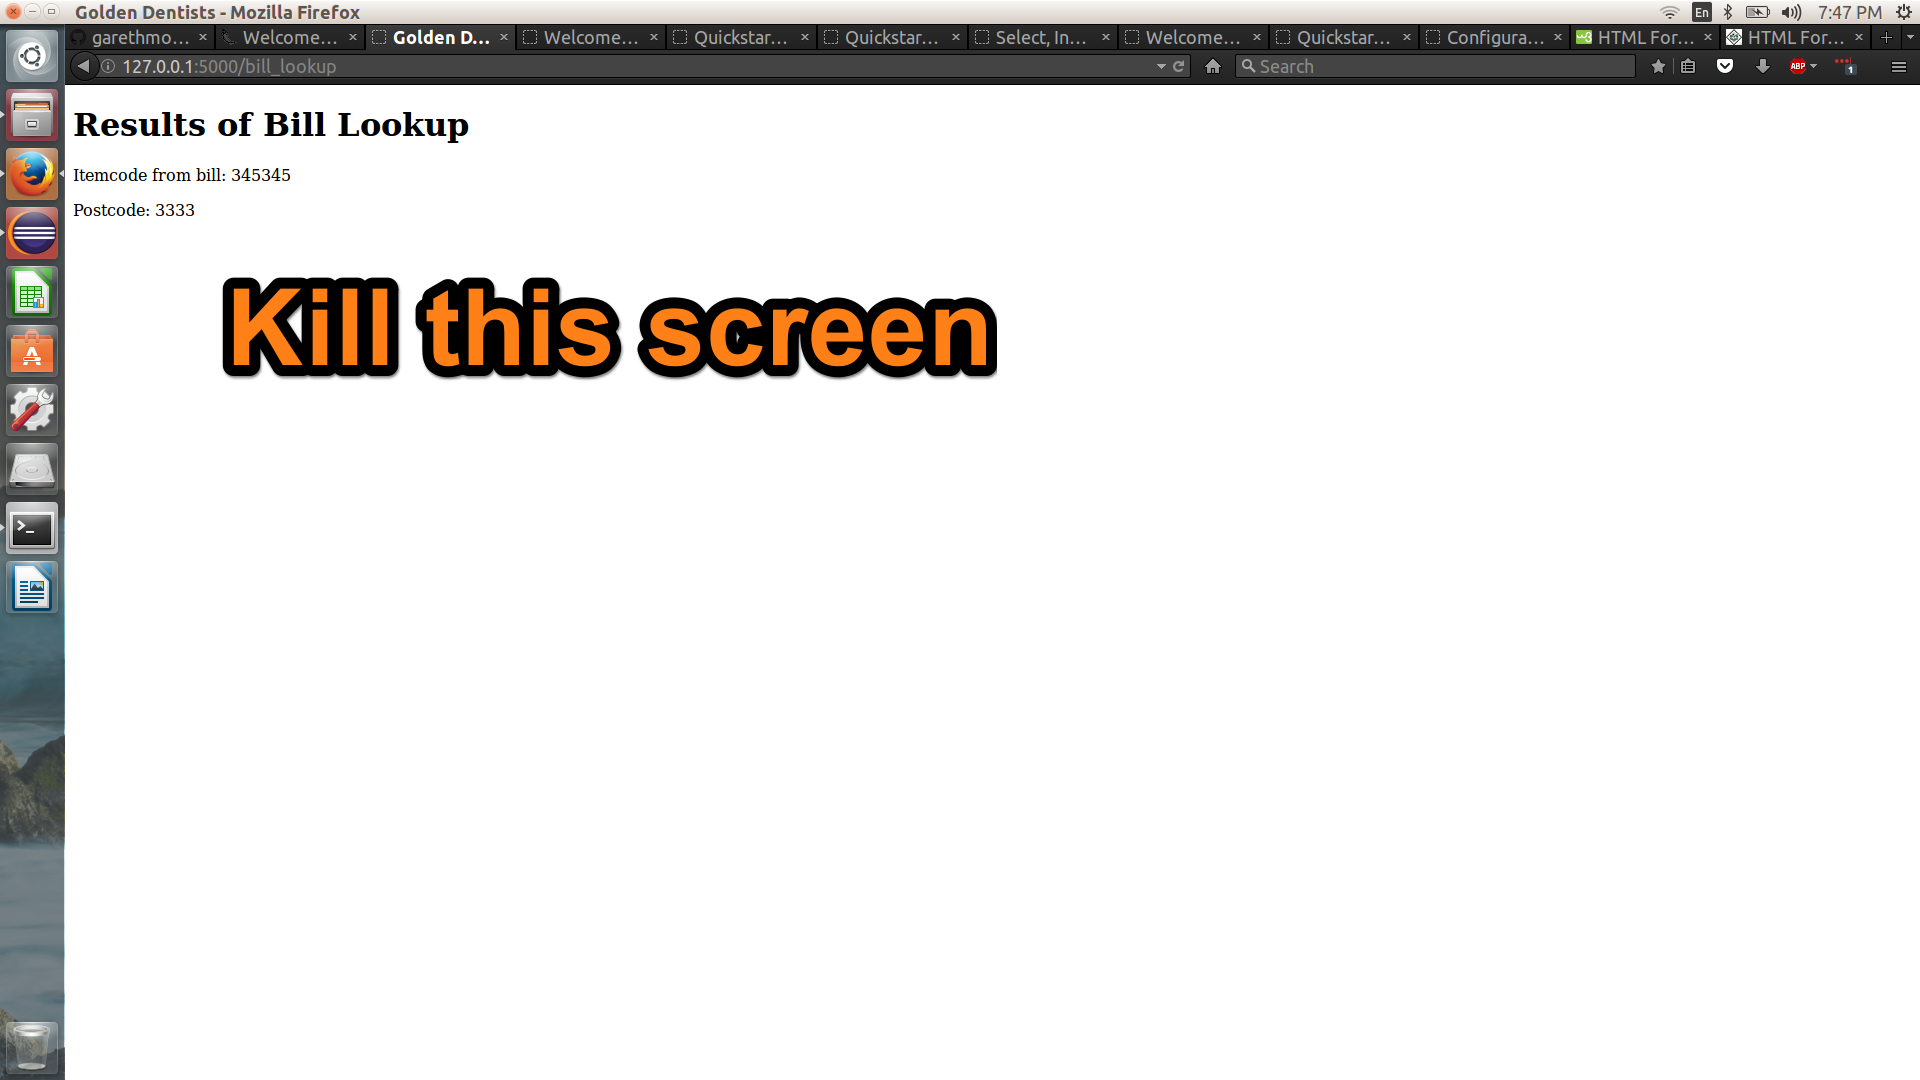 Golden Dentists - Mozilla Firefox
En
7:47 PM
garethmo...
Welcome...
Golden D...
Welcome...
Quickstar...
Quickstar...
Select, In...
Welcome...
Quickstar...
Configura...
HTML For...
HTML For...
127.0.0.1:5000/bill_lookup
Search
ABP
1
Results of Bill Lookup
Itemcode from bill: 345345
Postcode: 3333
Kill this screen